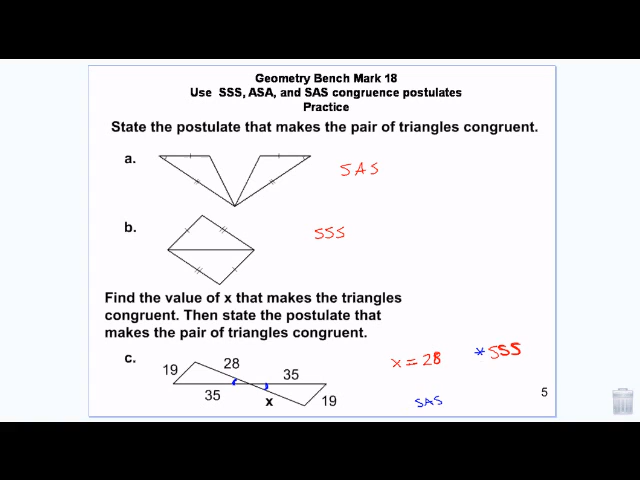 Geometry Bench Mark 18
Use SSS, ASA, and SAS congruence postulates
Practice
State the postulate that makes the pair of triangles congruent.
a.
SAS
b.
SSS
Find the value of x that makes the triangles
congruent. Then state the postulate that
makes the pair of triangles congruent.
c.
19 28 35
35 x 19
x = 28 *SSS
SAS
5